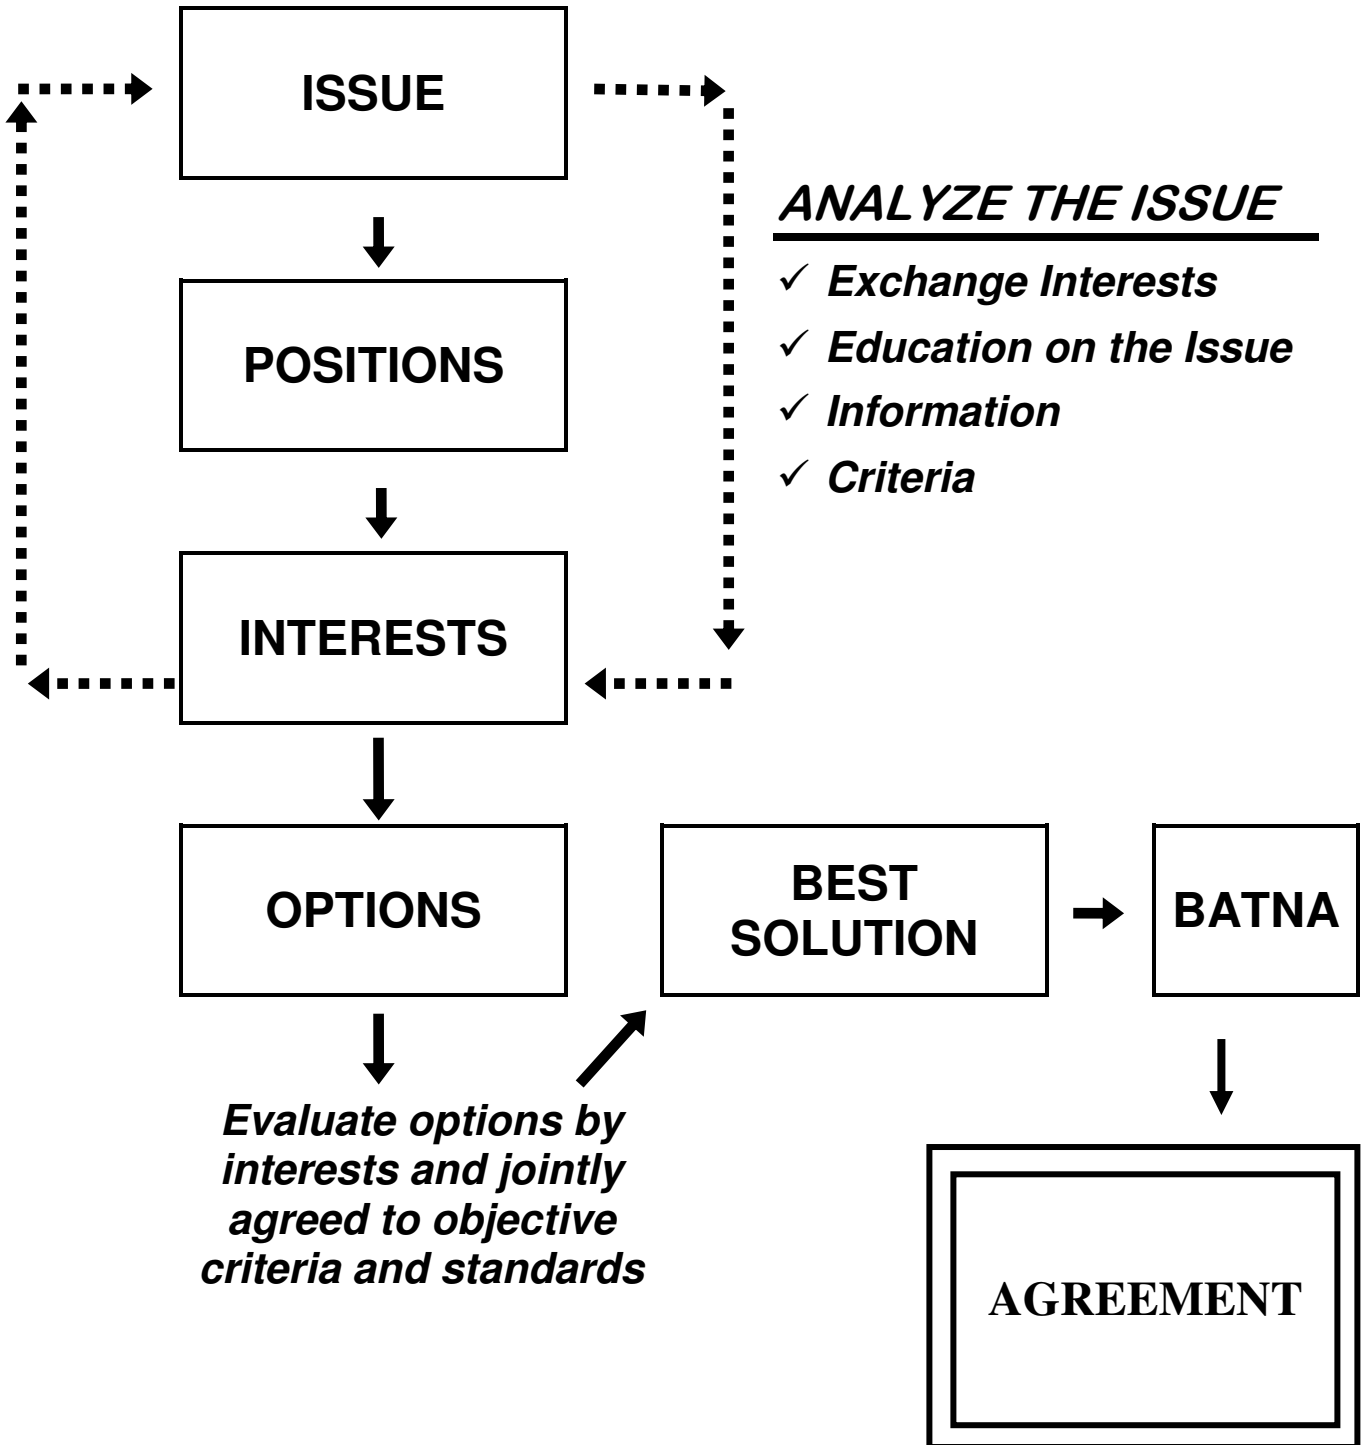 ISSUE
ANALYZE THE ISSUE
✓ Exchange Interests
✓ Education on the Issue
✓ Information
✓ Criteria
POSITIONS
INTERESTS
OPTIONS
BEST
SOLUTION
BATNA
Evaluate options by
interests and jointly
agreed to objective
criteria and standards
AGREEMENT